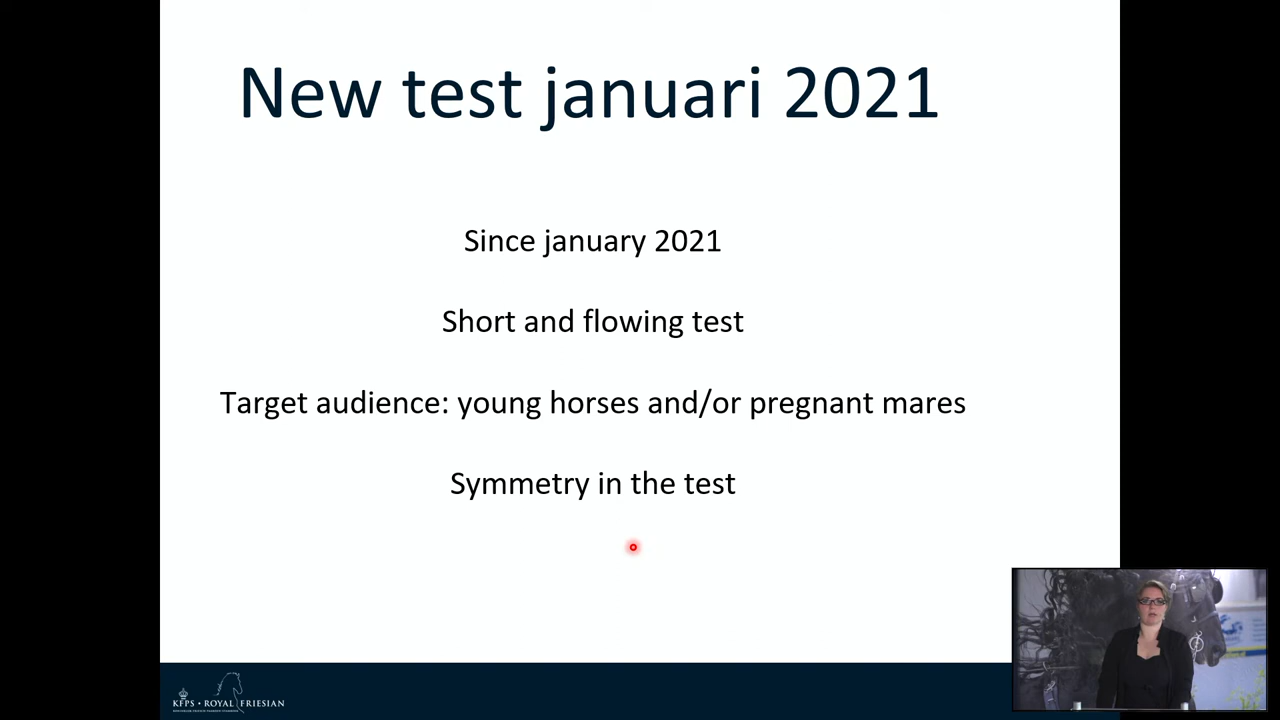 New test januari 2021
Since january 2021
Short and flowing test
Target audience: young horses and/or pregnant mares
Symmetry in the test
KFPS • ROYAL FRIESIAN